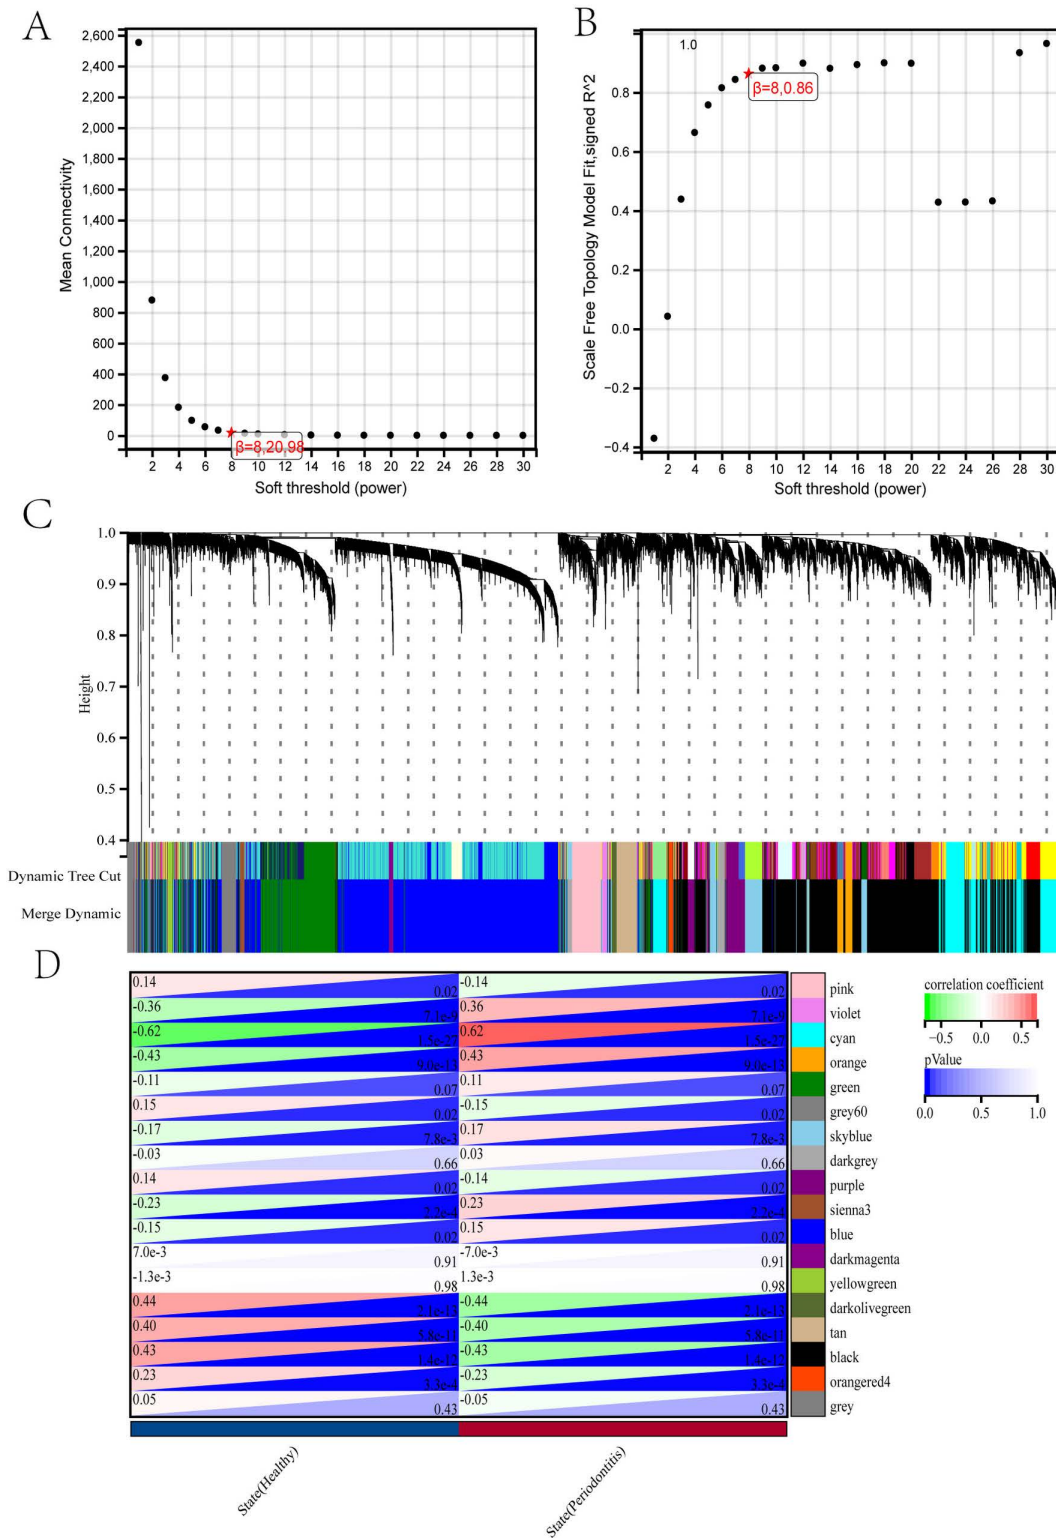 A
2,600
2,400
2,200
2,000
1,800
1,600
1,400
1,200
1,000
800
600
400
200
0
Mean Connectivity
β=8,20.98
2 4 6 8 10 12 14 16 18 20 22 24 26 28 30
Soft threshold (power)
B
1.0
0.8
0.6
0.4
0.2
0.0
−0.2
−0.4
Scale Free Topology Model Fit,signed R^2
β=8,0.86
2 4 6 8 10 12 14 16 18 20 22 24 26 28 30
Soft threshold (power)
C
1.0
0.9
0.8
0.7
0.6
0.5
0.4
Height
Dynamic Tree Cut
Merge Dynamic
D
0.14 0.02 -0.14 0.02 pink
-0.36 7.1e-9 0.36 7.1e-9 violet
-0.62 1.5e-27 0.62 1.5e-27 cyan
-0.43 9.0e-13 0.43 9.0e-13 orange
-0.11 0.07 0.11 0.07 green
0.15 0.02 -0.15 0.02 grey60
-0.17 7.8e-3 0.17 7.8e-3 skyblue
-0.03 0.66 0.03 0.66 darkgrey
0.14 0.02 -0.14 0.02 purple
-0.23 2.2e-4 0.23 2.2e-4 sienna3
-0.15 0.02 0.15 0.02 blue
7.0e-3 0.91 -7.0e-3 0.91 darkmagenta
-1.3e-3 0.98 1.3e-3 0.98 yellowgreen
0.44 2.1e-13 -0.44 2.1e-13 darkolivegreen
0.40 5.8e-11 -0.40 5.8e-11 tan
0.43 1.4e-12 -0.43 1.4e-12 black
0.23 3.3e-4 -0.23 3.3e-4 orangered4
0.05 0.43 -0.05 0.43 grey
State(Healthy)
State(Periodontitis)
correlation coefficient
−0.5 0.0 0.5
pValue
0.0 0.5 1.0